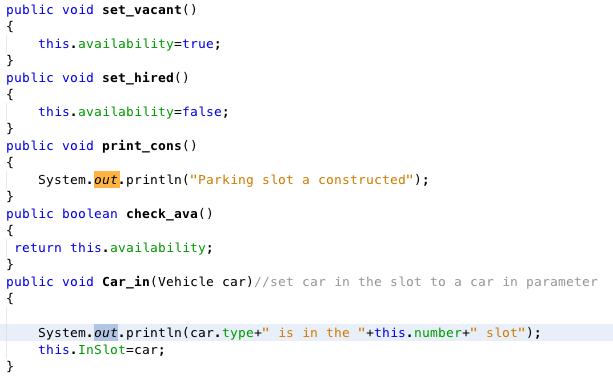 public void set_vacant()
{
    this.availability=true;
}
public void set_hired()
{
    this.availability=false;
}
public void print_cons()
{
    System.out.println("Parking slot a constructed");
}
public boolean check_ava()
{
 return this.availability;
}
public void Car_in(Vehicle car)//set car in the slot to a car in parameter
{

    System.out.println(car.type+" is in the "+this.number+" slot");
    this.InSlot=car;
}